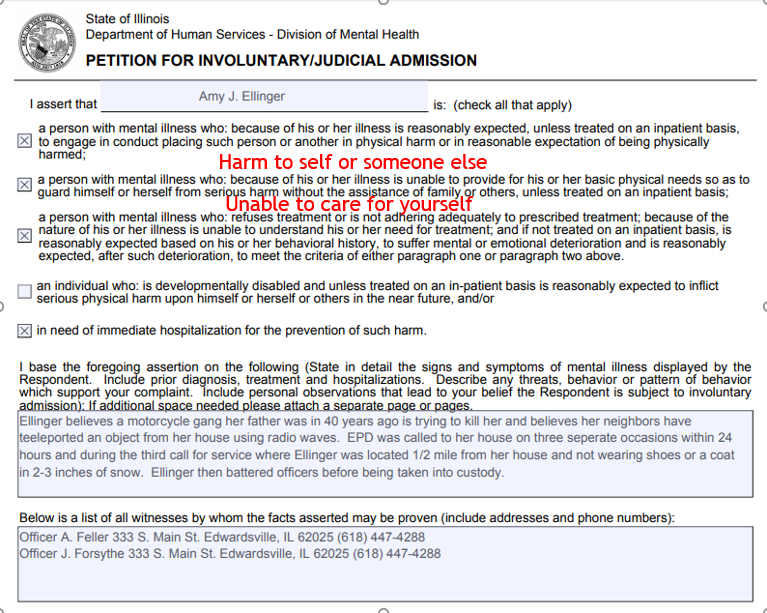 State of Illinois
Department of Human Services - Division of Mental Health
PETITION FOR INVOLUNTARY/JUDICIAL ADMISSION
I assert that Amy J. Ellinger is: (check all that apply)
a person with mental illness who: because of his or her illness is reasonably expected, unless treated on an inpatient basis,
to engage in conduct placing such person or another in physical harm or in reasonable expectation of being physically
harmed;
Harm to self or someone else
a person with mental illness who: because of his or her illness is unable to provide for his or her basic physical needs so as to
guard himself or herself from serious harm without the assistance of family or others, unless treated on an inpatient basis;
Unable to care for yourself
a person with mental illness who: refuses treatment or is not adhering adequately to prescribed treatment; because of the
nature of his or her illness is unable to understand his or her need for treatment; and if not treated on an inpatient basis, is
reasonably expected based on his or her behavioral history, to suffer mental or emotional deterioration and is reasonably
expected, after such deterioration, to meet the criteria of either paragraph one or paragraph two above.
an individual who: is developmentally disabled and unless treated on an in-patient basis is reasonably expected to inflict
serious physical harm upon himself or herself or others in the near future, and/or
in need of immediate hospitalization for the prevention of such harm.
I base the foregoing assertion on the following (State in detail the signs and symptoms of mental illness displayed by the
Respondent. Include prior diagnosis, treatment and hospitalizations. Describe any threats, behavior or pattern of behavior
which support your complaint. Include personal observations that lead to your belief the Respondent is subject to involuntary
admission): If additional space needed please attach a separate page or pages.
Ellinger believes a motorcycle gang her father was in 40 years ago is trying to kill her and believes her neighbors have
teeleported an object from her house using radio waves. EPD was called to her house on three seperate occasions within 24
hours and during the third call for service where Ellinger was located 1/2 mile from her house and not wearing shoes or a coat
in 2-3 inches of snow. Ellinger then battered officers before being taken into custody.
Below is a list of all witnesses by whom the facts asserted may be proven (include addresses and phone numbers):
Officer A. Feller 333 S. Main St. Edwardsville, IL 62025 (618) 447-4288
Officer J. Forsythe 333 S. Main St. Edwardsville, IL 62025 (618) 447-4288